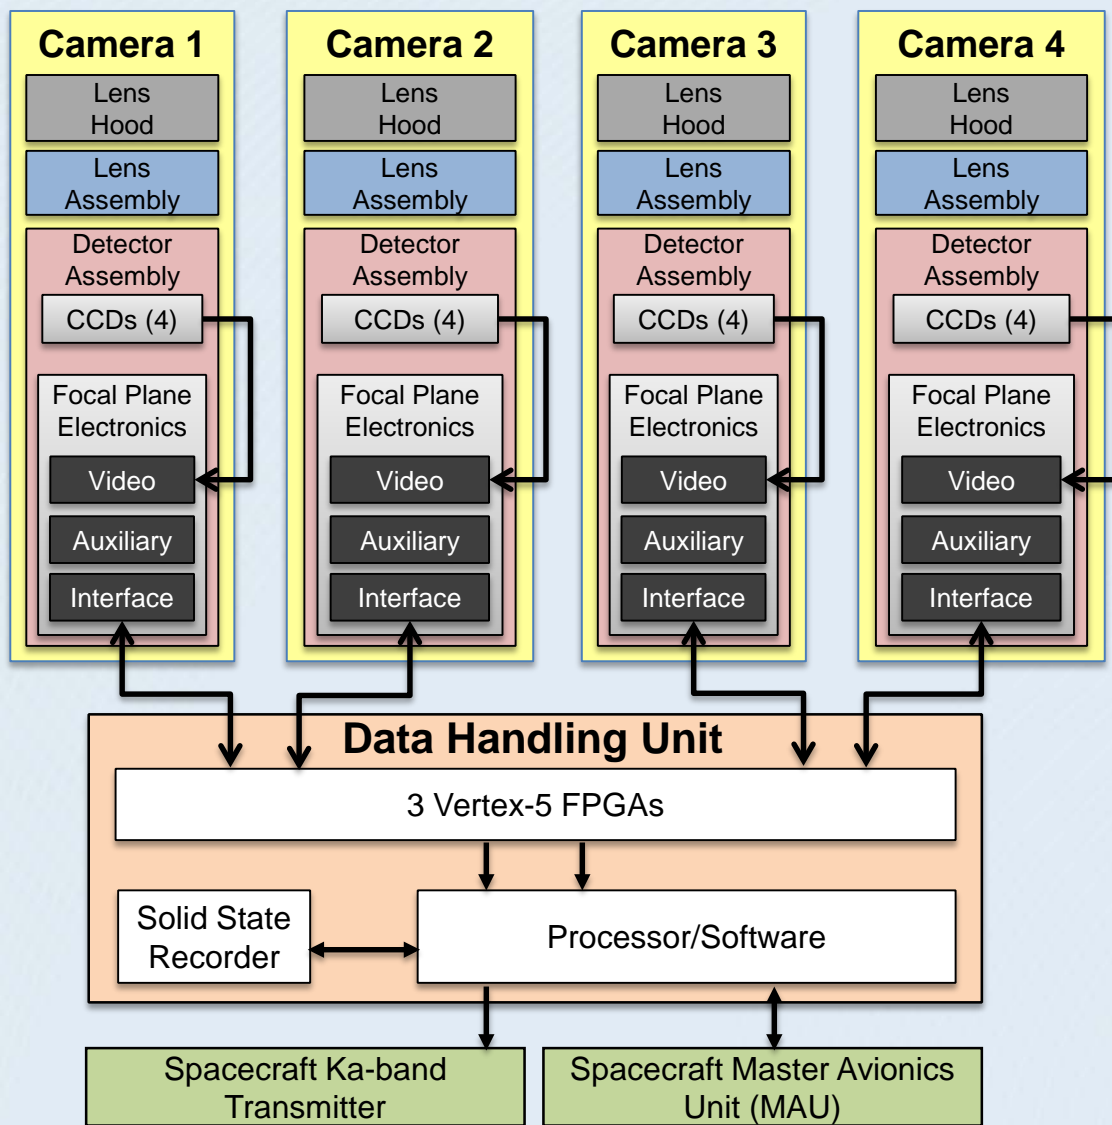 Camera 1
Lens
Hood
Lens
Assembly
Detector
Assembly
CCDs (4)
Focal Plane
Electronics
Video
Auxiliary
Interface
Camera 2
Lens
Hood
Lens
Assembly
Detector
Assembly
CCDs (4)
Focal Plane
Electronics
Video
Auxiliary
Interface
Camera 3
Lens
Hood
Lens
Assembly
Detector
Assembly
CCDs (4)
Focal Plane
Electronics
Video
Auxiliary
Interface
Camera 4
Lens
Hood
Lens
Assembly
Detector
Assembly
CCDs (4)
Focal Plane
Electronics
Video
Auxiliary
Interface
Data Handling Unit
3 Vertex-5 FPGAs
Solid State
Recorder
Processor/Software
Spacecraft Ka-band
Transmitter
Spacecraft Master Avionics
Unit (MAU)